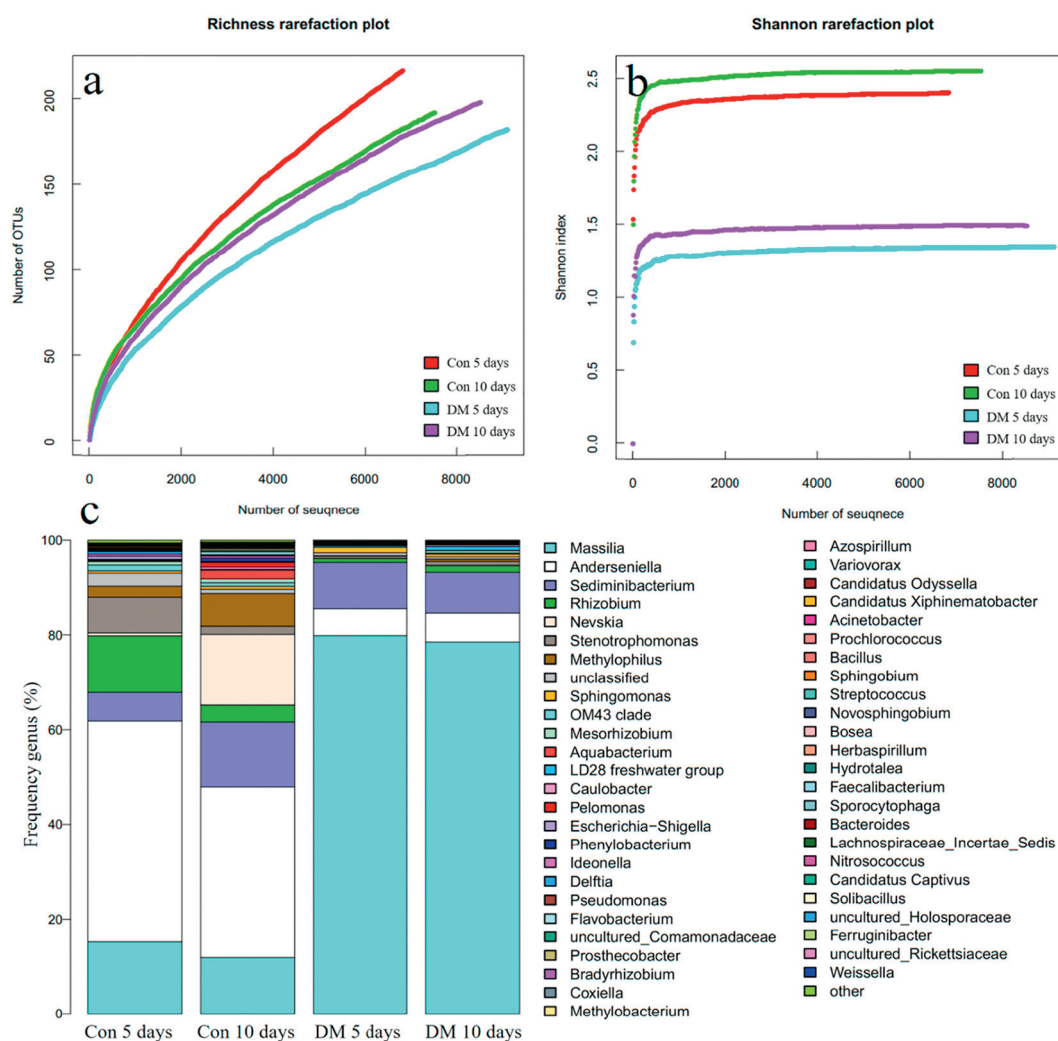 Richness rarefaction plot
a
Number of OTUs
200
150
100
50
0
Con 5 days
Con 10 days
DM 5 days
DM 10 days
0 2000 4000 6000 8000
Number of seuqnece
Shannon rarefaction plot
b
Shannon index
2.5
2.0
1.5
1.0
0.5
0.0
Con 5 days
Con 10 days
DM 5 days
DM 10 days
0 2000 4000 6000 8000
Number of seuqnece
c
Frequency genus (%)
100
80
60
40
20
0
Con 5 days Con 10 days DM 5 days DM 10 days
Massilia
Anderseniella
Sediminibacterium
Rhizobium
Nevskia
Stenotrophomonas
Methylophilus
unclassified
Sphingomonas
OM43 clade
Mesorhizobium
Aquabacterium
LD28 freshwater group
Caulobacter
Pelomonas
Escherichia−Shigella
Phenylobacterium
Ideonella
Delftia
Pseudomonas
Flavobacterium
uncultured_Comamonadaceae
Prosthecobacter
Bradyrhizobium
Coxiella
Methylobacterium
Azospirillum
Variovorax
Candidatus Odyssella
Candidatus Xiphinematobacter
Acinetobacter
Prochlorococcus
Bacillus
Sphingobium
Streptococcus
Novosphingobium
Bosea
Herbaspirillum
Hydrotalea
Faecalibacterium
Sporocytophaga
Bacteroides
Lachnospiraceae_Incertae_Sedis
Nitrosococcus
Candidatus Captivus
Solibacillus
uncultured_Holosporaceae
Ferruginibacter
uncultured_Rickettsiaceae
Weissella
other